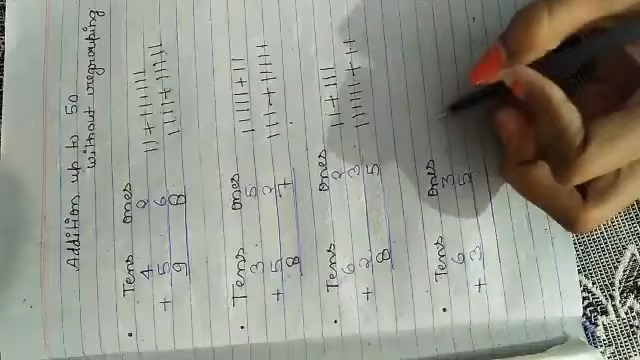 Addition up to 50
without regrouping
• Tens ones
4 2 || + ||||||
+ 5 6 |||| + |||||
9 8
• Tens ones
3 5 ||||| + ||
+ 5 2 ||| + |||||
8 7
• Tens ones
6 2 || + |||
+ 2 3 |||||| + ||
8 5
• Tens ones
6 3
+ 3 5